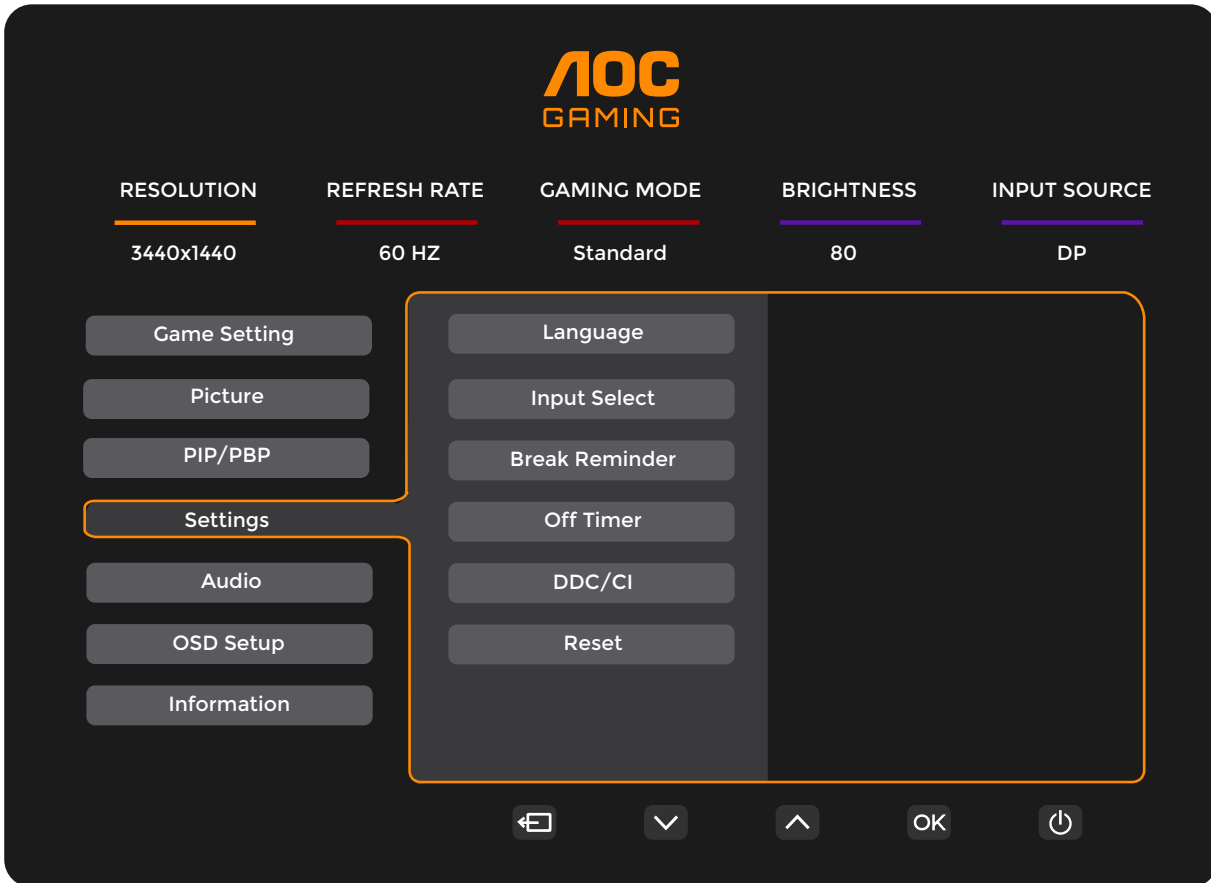 AOC
GAMING
RESOLUTION REFRESH RATE GAMING MODE BRIGHTNESS INPUT SOURCE
3440x1440 60 HZ Standard 80 DP
Game Setting
Picture
PIP/PBP
Settings
Audio
OSD Setup
Information
Language
Input Select
Break Reminder
Off Timer
DDC/CI
Reset
OK